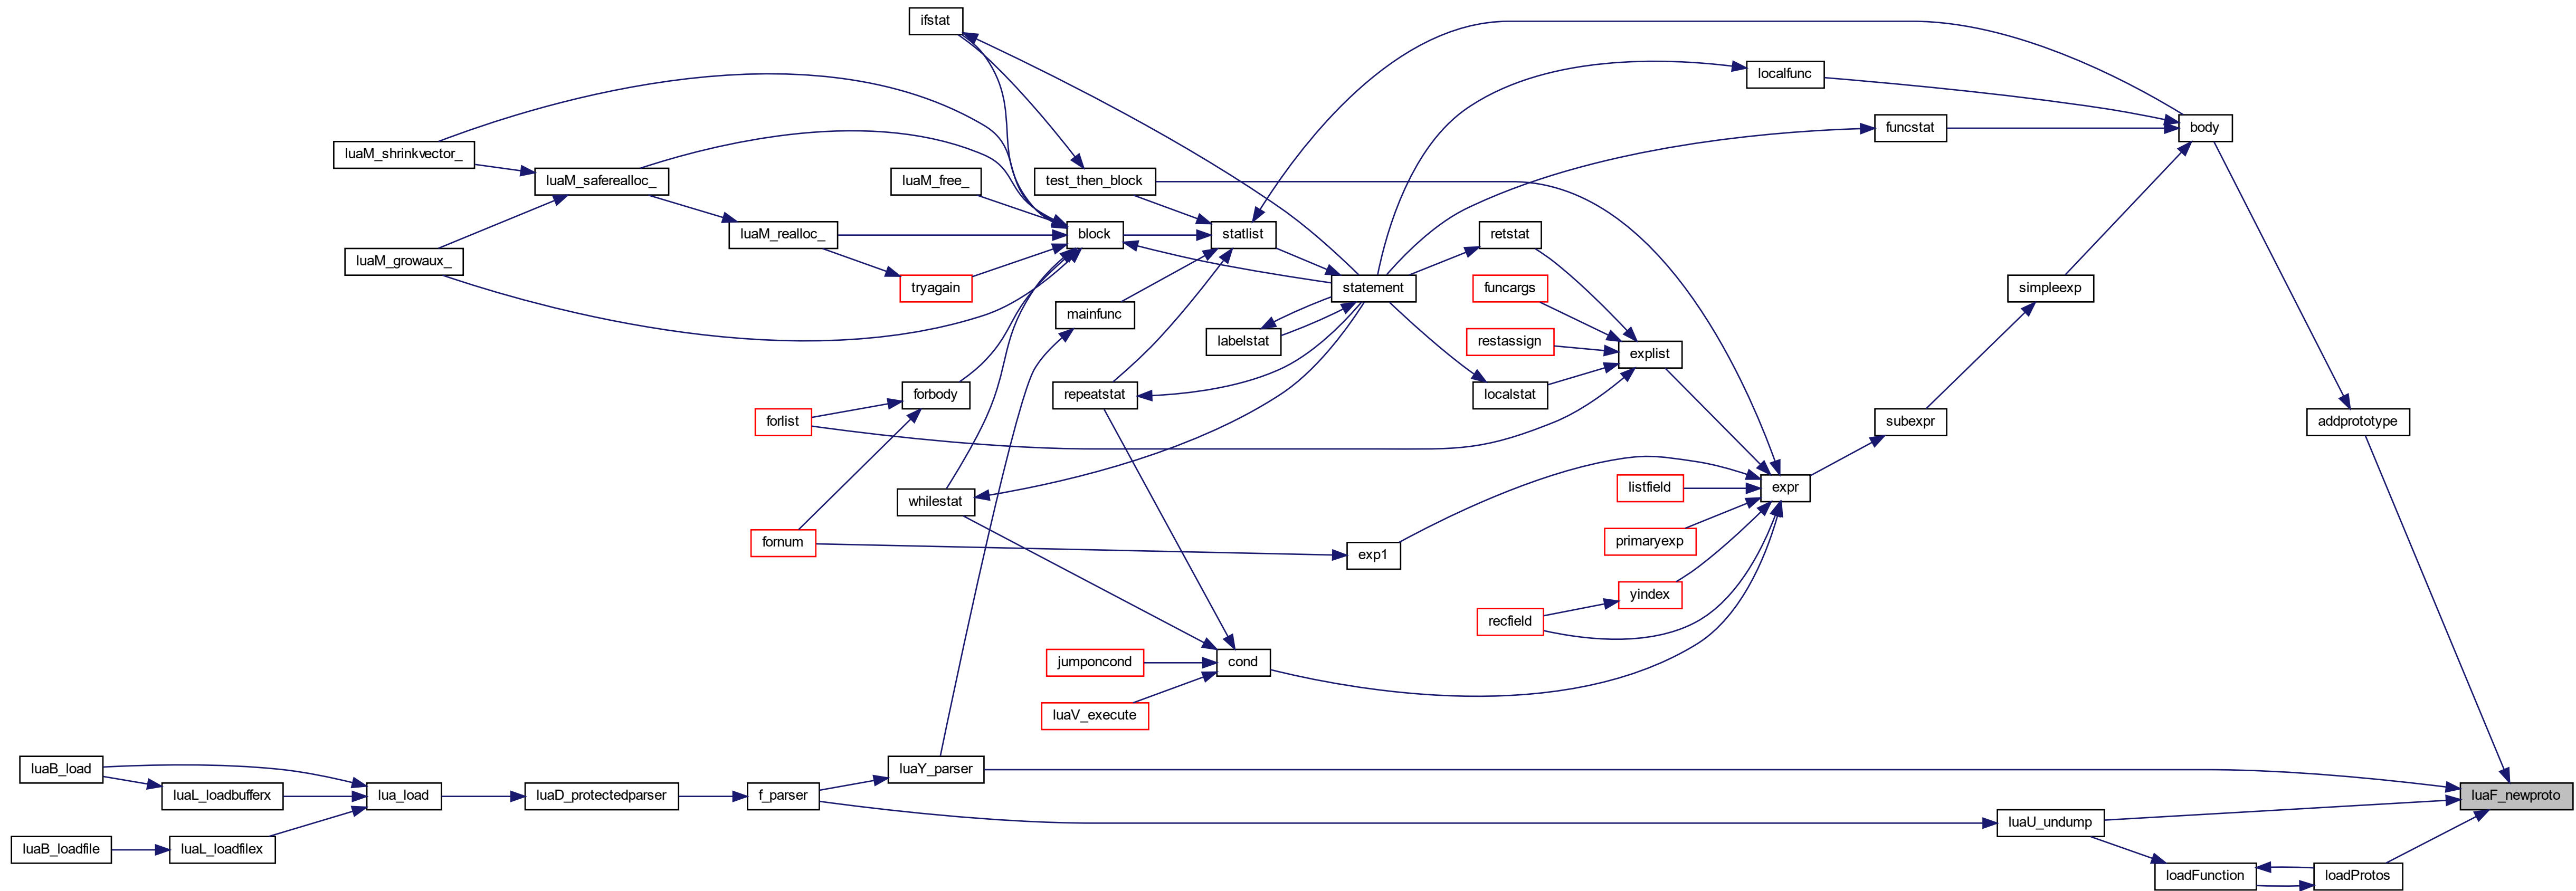 ifstat
localfunc
funcstat
body
luaM_shrinkvector_
luaM_saferealloc_
luaM_free_
test_then_block
luaM_realloc_
block
statlist
retstat
luaM_growaux_
tryagain
statement
funcargs
simpleexp
mainfunc
labelstat
restassign
explist
forbody
repeatstat
localstat
forlist
subexpr
addprototype
whilestat
listfield
expr
fornum
exp1
primaryexp
yindex
recfield
jumponcond
cond
luaV_execute
luaB_load
luaL_loadbufferx
lua_load
luaD_protectedparser
f_parser
luaY_parser
luaF_newproto
luaU_undump
luaB_loadfile
luaL_loadfilex
loadFunction
loadProtos